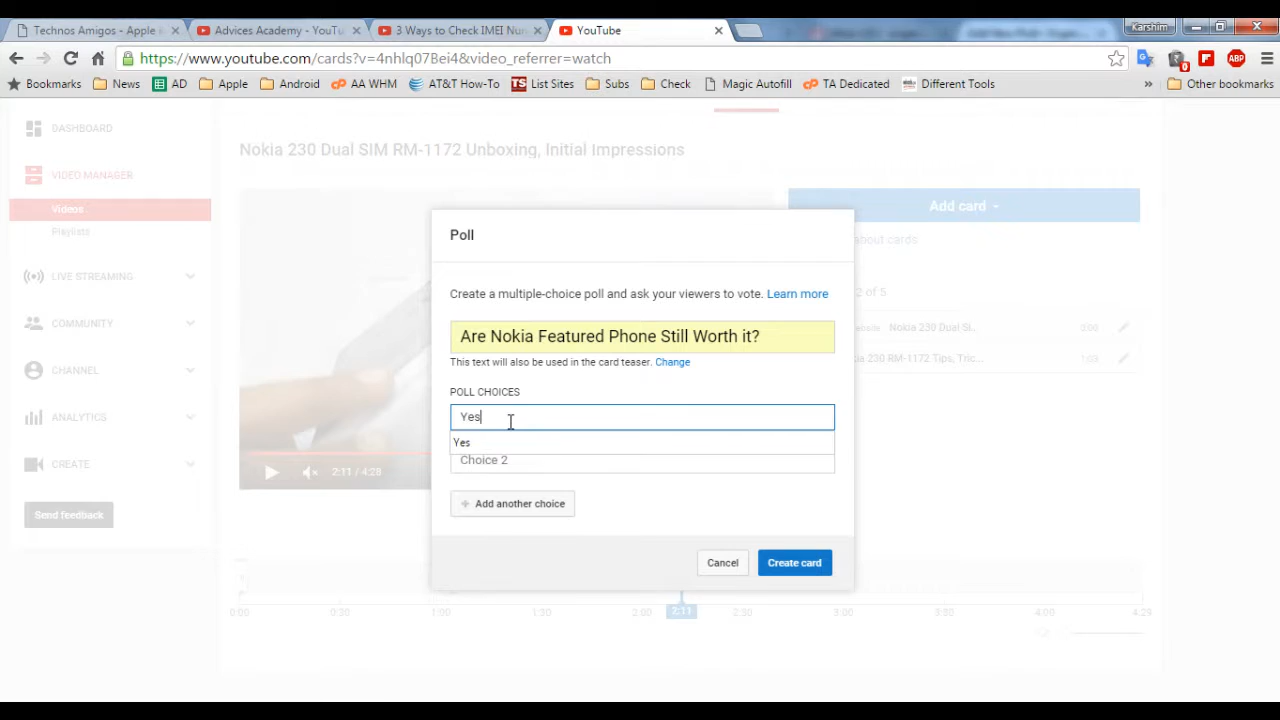 Technos Amigos - Apple
Advices Academy - YouTu
3 Ways to Check IMEI Nu
YouTube
Karshim
https://www.youtube.com/cards?v=4nhlq07Bei4&video_referrer=watch
0
ABP
Bookmarks
News
AD
Apple
Android
AA WHM
AT&T How-To
TS
List Sites
Subs
Check
Magic Autofill
TA Dedicated
Different Tools
»
Other bookmarks
DASHBOARD
VIDEO MANAGER
Videos
Playlists
LIVE STREAMING
COMMUNITY
CHANNEL
ANALYTICS
CREATE
Send feedback
Nokia 230 Dual SIM RM-1172 Unboxing, Initial Impressions
2:11 / 4:28
Add card
about cards
2 of 5
Nokia 230 Dual Si...
230 RM-1172 Tips, Tric...
1:03
Poll
Create a multiple-choice poll and ask your viewers to vote. Learn more
Are Nokia Featured Phone Still Worth it?
This text will also be used in the card teaser. Change
POLL CHOICES
Yes
Yes
Choice 2
+ Add another choice
Cancel
Create card
0:00
0:30
1:00
1:30
2:00
2:11
2:30
3:00
3:30
4:00
4:29